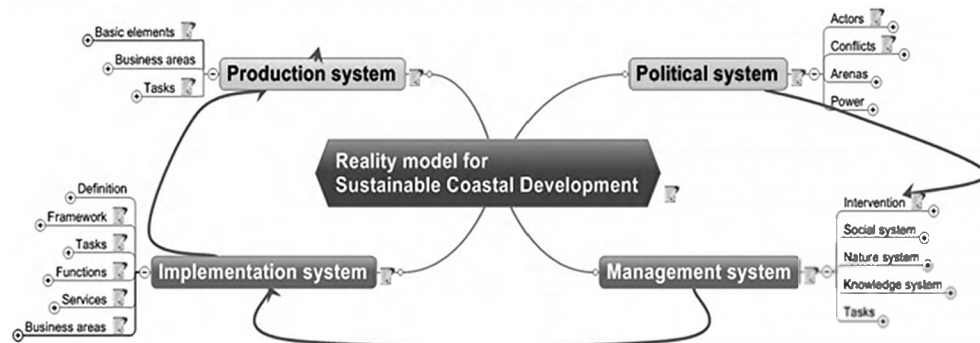 Basic elements
Business areas
Tasks
Production system
Political system
Actors
Conflicts
Arenas
Power
Reality model for
Sustainable Coastal Development
Definition
Framework
Tasks
Functions
Services
Business areas
Implementation system
Management system
Intervention
Social system
Nature system
Knowledge system
Tasks